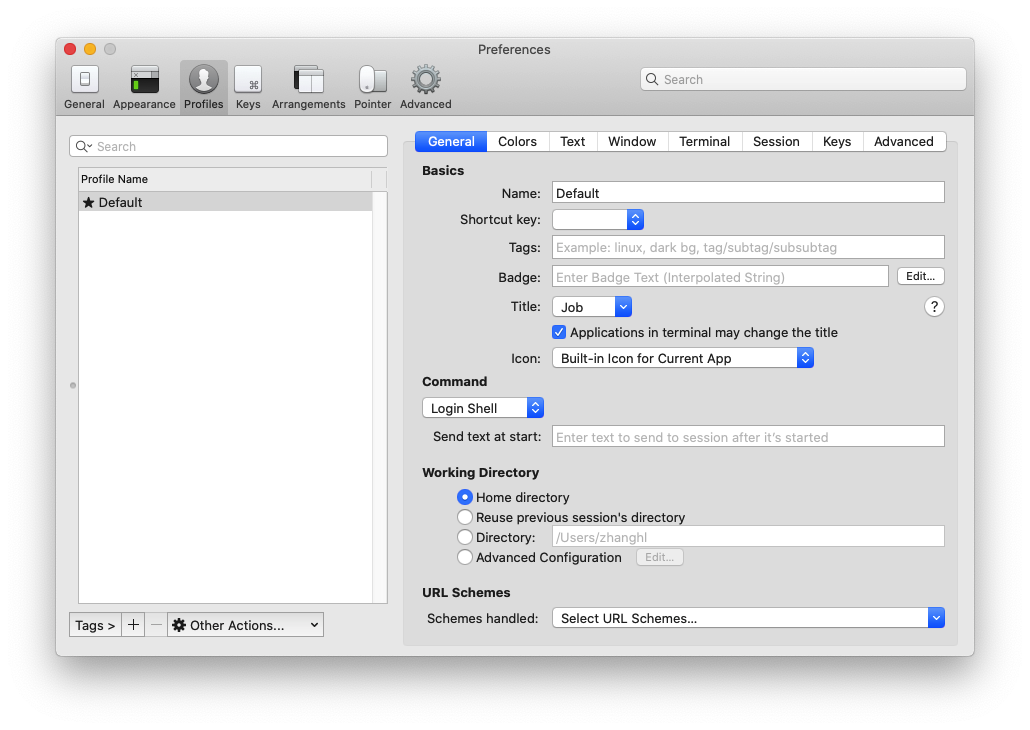 Preferences
General Appearance Profiles Keys Arrangements Pointer Advanced
Search
Search
Profile Name
★ Default
Tags > + — Other Actions...
General Colors Text Window Terminal Session Keys Advanced
Basics
Name: Default
Shortcut key:
Tags: Example: linux, dark bg, tag/subtag/subsubtag
Badge: Enter Badge Text (Interpolated String) Edit...
Title: Job ?
Applications in terminal may change the title
Icon: Built-in Icon for Current App
Command
Login Shell
Send text at start: Enter text to send to session after it's started
Working Directory
Home directory
Reuse previous session's directory
Directory: /Users/zhanghl
Advanced Configuration Edit...
URL Schemes
Schemes handled: Select URL Schemes...